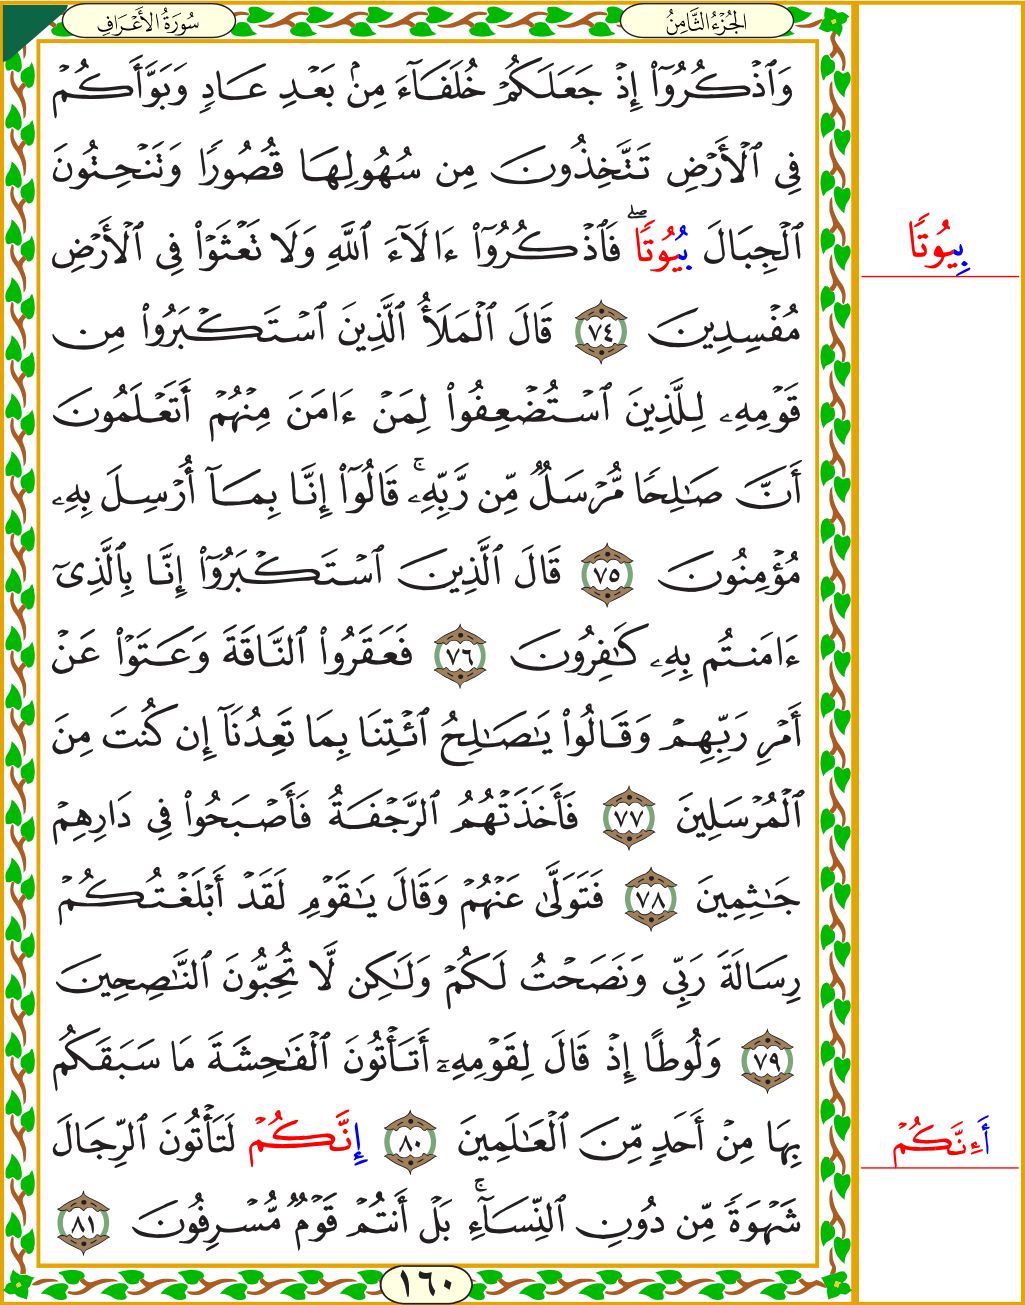 سُورَةُ الأَعْرَافِ
الجُزْءُ الثَّامِنُ
وَٱذۡكُرُوٓاْ إِذۡ جَعَلَكُمۡ خُلَفَآءَ مِنۢ بَعۡدِ عَادٖ وَبَوَّأَكُمۡ
فِي ٱلۡأَرۡضِ تَتَّخِذُونَ مِن سُهُولِهَا قُصُورٗا وَتَنۡحِتُونَ
ٱلۡجِبَالَ بُيُوتٗاۖ فَٱذۡكُرُوٓاْ ءَالَآءَ ٱللَّهِ وَلَا تَعۡثَوۡاْ فِي ٱلۡأَرۡضِ
بِيُوتٗا
مُفۡسِدِينَ ٧٤ قَالَ ٱلۡمَلَأُ ٱلَّذِينَ ٱسۡتَكۡبَرُواْ مِن
قَوۡمِهِۦ لِلَّذِينَ ٱسۡتُضۡعِفُواْ لِمَنۡ ءَامَنَ مِنۡهُمۡ أَتَعۡلَمُونَ
أَنَّ صَٰلِحٗا مُّرۡسَلٞ مِّن رَّبِّهِۦۚ قَالُوٓاْ إِنَّا بِمَآ أُرۡسِلَ بِهِۦ
مُؤۡمِنُونَ ٧٥ قَالَ ٱلَّذِينَ ٱسۡتَكۡبَرُوٓاْ إِنَّا بِٱلَّذِيٓ
ءَامَنتُم بِهِۦ كَٰفِرُونَ ٧٦ فَعَقَرُواْ ٱلنَّاقَةَ وَعَتَوۡاْ عَنۡ
أَمۡرِ رَبِّهِمۡ وَقَالُواْ يَٰصَٰلِحُ ٱئۡتِنَا بِمَا تَعِدُنَآ إِن كُنتَ مِنَ
ٱلۡمُرۡسَلِينَ ٧٧ فَأَخَذَتۡهُمُ ٱلرَّجۡفَةُ فَأَصۡبَحُواْ فِي دَارِهِمۡ
جَٰثِمِينَ ٧٨ فَتَوَلَّىٰ عَنۡهُمۡ وَقَالَ يَٰقَوۡمِ لَقَدۡ أَبۡلَغۡتُكُمۡ
رِسَالَةَ رَبِّي وَنَصَحۡتُ لَكُمۡ وَلَٰكِن لَّا تُحِبُّونَ ٱلنَّٰصِحِينَ
٧٩ وَلُوطًا إِذۡ قَالَ لِقَوۡمِهِۦٓ أَتَأۡتُونَ ٱلۡفَٰحِشَةَ مَا سَبَقَكُم
بِهَا مِنۡ أَحَدٖ مِّنَ ٱلۡعَٰلَمِينَ ٨٠ إِنَّكُمۡ لَتَأۡتُونَ ٱلرِّجَالَ
أَءِنَّكُمۡ
شَهۡوَةٗ مِّن دُونِ ٱلنِّسَآءِۚ بَلۡ أَنتُمۡ قَوۡمٞ مُّسۡرِفُونَ ٨١
١٦٠